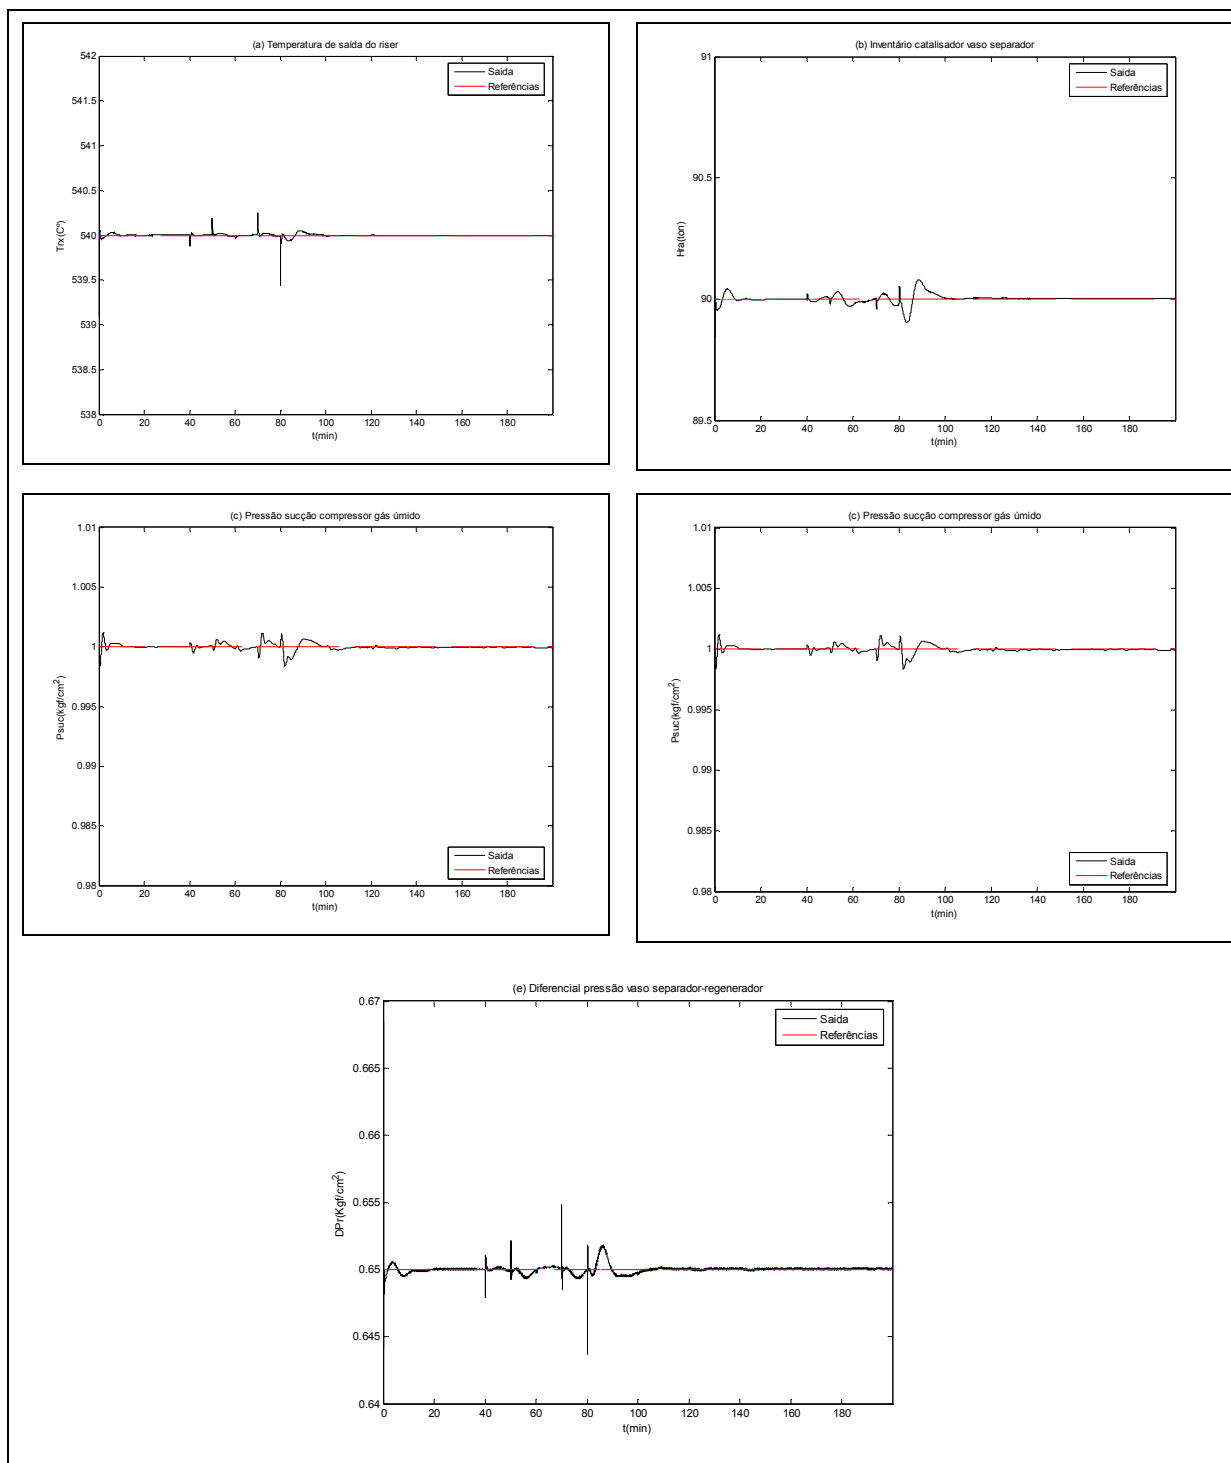 (a) Temperatura de saída do riser
542
541.5
541
540.5
540
539.5
539
538.5
538
Trx(Cº)
0 20 40 60 80 100 120 140 160 180
t(min)
Saida
Referências
(b) Inventário catalisador vaso separador
91
90.5
90
89.5
Hra(ton)
0 20 40 60 80 100 120 140 160 180
t(min)
Saida
Referências
(c) Pressão sucção compressor gás úmido
1.01
1.005
1
0.995
0.99
0.985
0.98
Psuc(kgf/cm²)
0 20 40 60 80 100 120 140 160 180
t(min)
Saida
Referências
(c) Pressão sucção compressor gás úmido
1.01
1.005
1
0.995
0.99
0.985
0.98
Psuc(kgf/cm²)
0 20 40 60 80 100 120 140 160 180
t(min)
Saida
Referências
(e) Diferencial pressão vaso separador-regenerador
0.67
0.665
0.66
0.655
0.65
0.645
0.64
DPr(Kgf/cm²)
0 20 40 60 80 100 120 140 160 180
t(min)
Saida
Referências